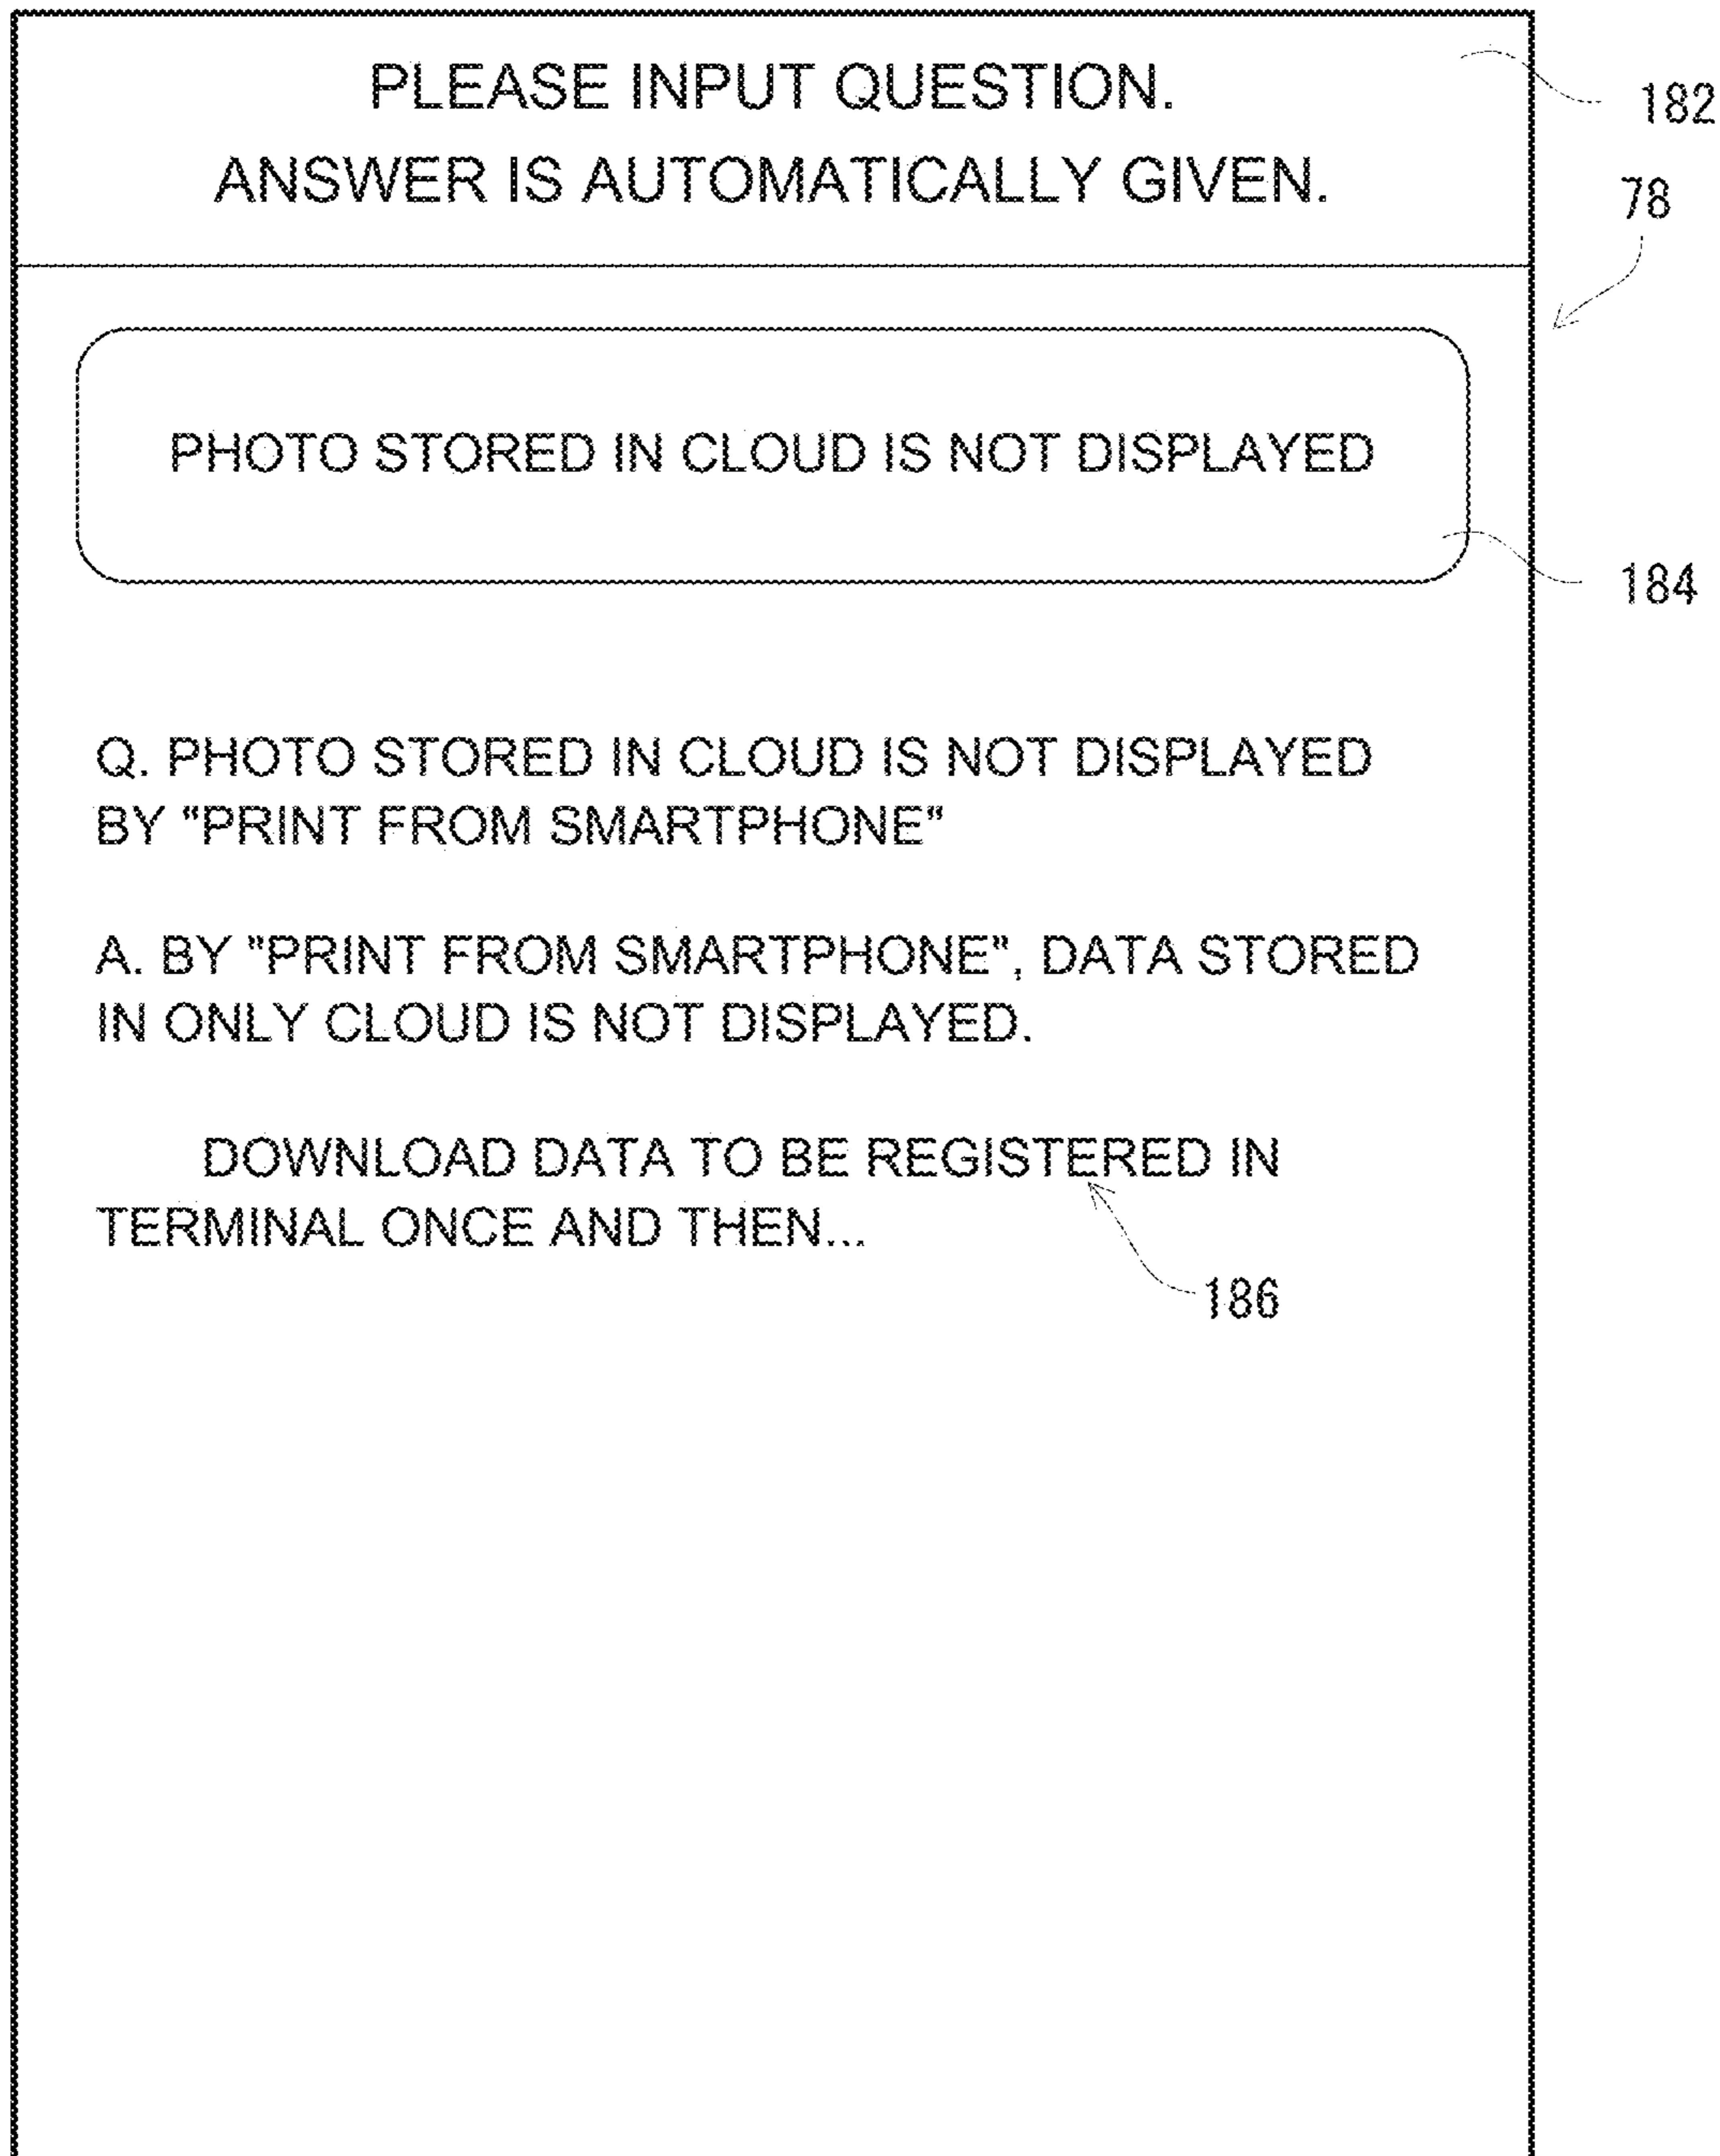 PLEASE INPUT QUESTION.
ANSWER IS AUTOMATICALLY GIVEN.
182
78
PHOTO STORED IN CLOUD IS NOT DISPLAYED
184
Q. PHOTO STORED IN CLOUD IS NOT DISPLAYED
BY "PRINT FROM SMARTPHONE"
A. BY "PRINT FROM SMARTPHONE", DATA STORED
IN ONLY CLOUD IS NOT DISPLAYED.
DOWNLOAD DATA TO BE REGISTERED IN
TERMINAL ONCE AND THEN...
186